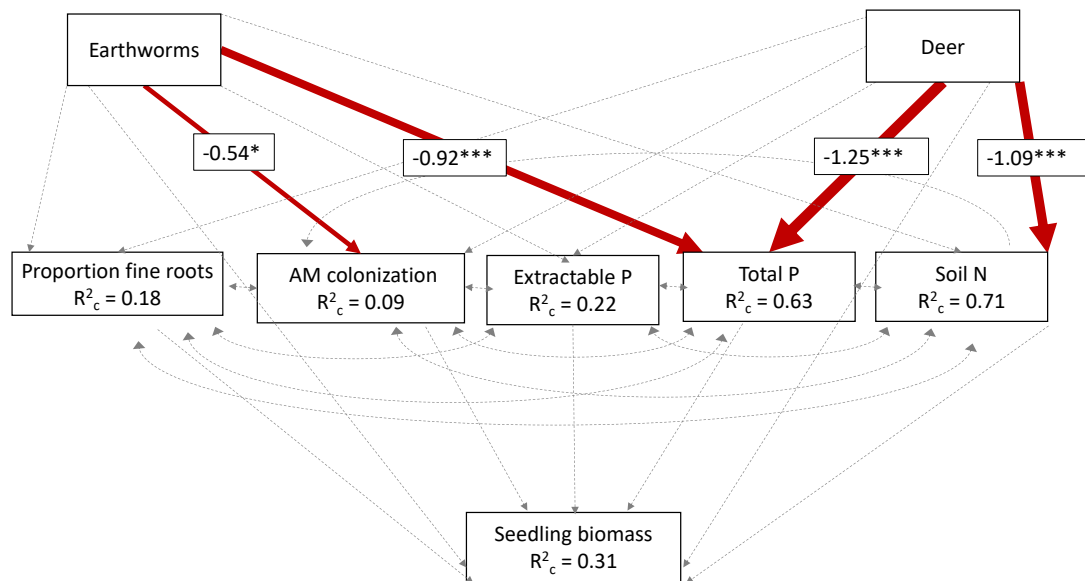 Earthworms
Deer
-0.54*
-0.92***
-1.25***
-1.09***
Proportion fine roots
R²c = 0.18
AM colonization
R²c = 0.09
Extractable P
R²c = 0.22
Total P
R²c = 0.63
Soil N
R²c = 0.71
Seedling biomass
R²c = 0.31